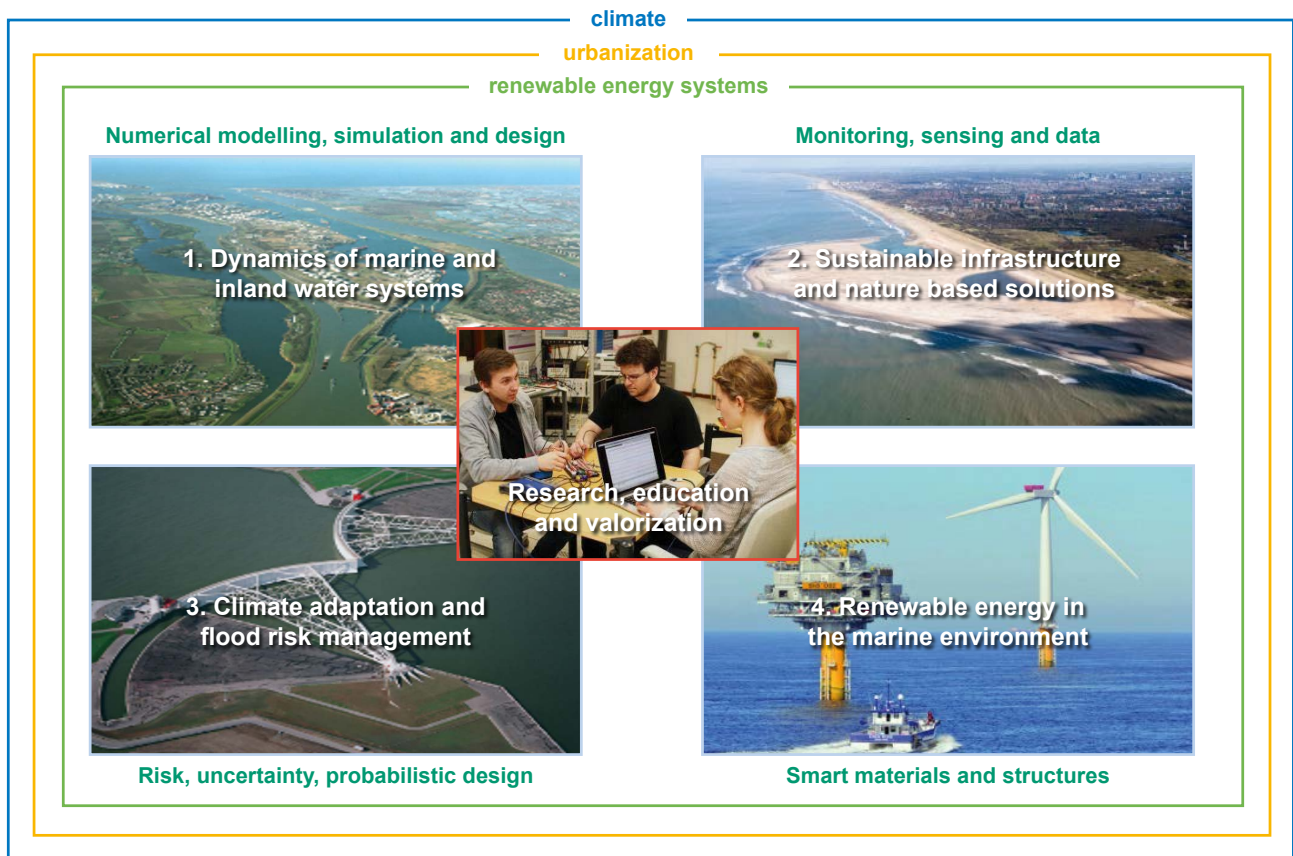 climate
urbanization
renewable energy systems
Numerical modelling, simulation and design
Monitoring, sensing and data
1. Dynamics of marine and
inland water systems
2. Sustainable infrastructure
and nature based solutions
Research, education
and valorization
3. Climate adaptation and
flood risk management
4. Renewable energy in
the marine environment
Risk, uncertainty, probabilistic design
Smart materials and structures